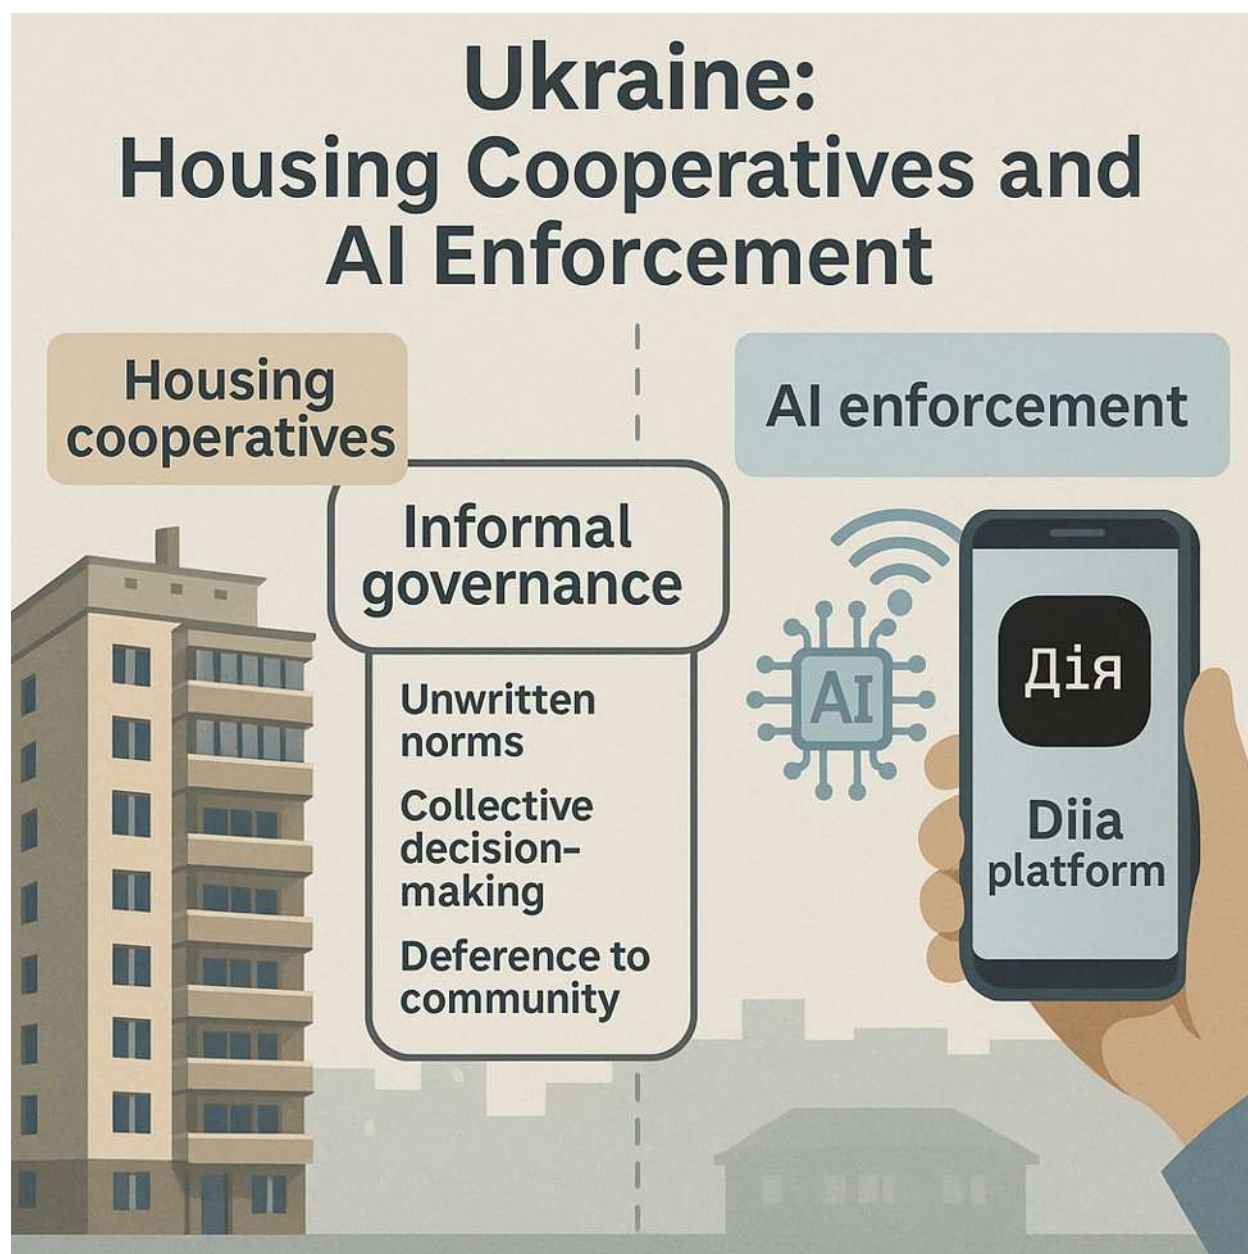 Ukraine:
Housing Cooperatives and
AI Enforcement
Housing
cooperatives
Informal
governance
Unwritten
norms
Collective
decision-
making
Deference to
community
AI enforcement
AI
Дія
Diia
platform